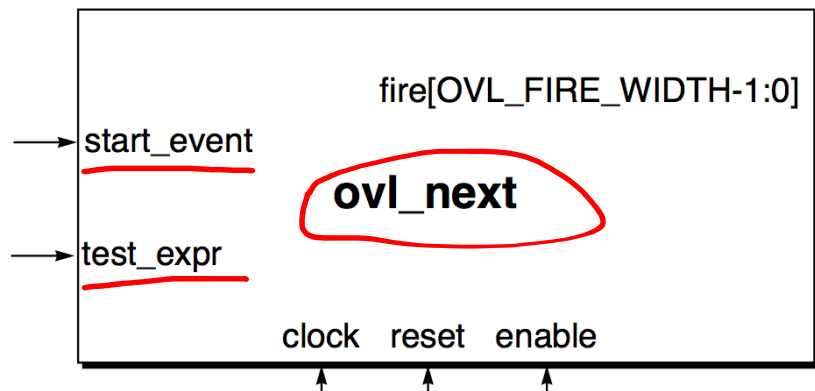 fire[OVL_FIRE_WIDTH-1:0]
start_event
ovl_next
test_expr
clock reset enable